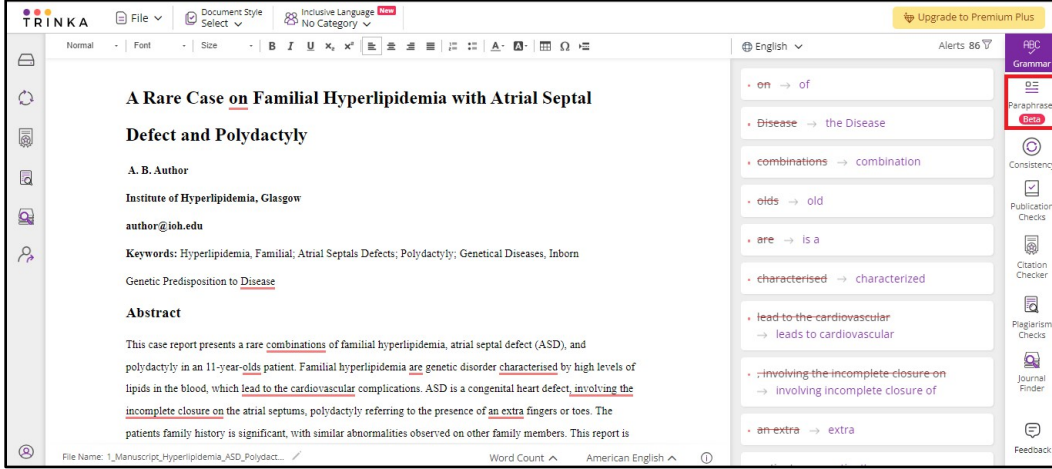 TRINKA
File
Document Style
Select
Inclusive Language New
No Category
Upgrade to Premium Plus
Normal Font Size B I U x₂ x² A A Ω
English
Alerts 86
A Rare Case on Familial Hyperlipidemia with Atrial Septal
Defect and Polydactyly
A. B. Author
Institute of Hyperlipidemia, Glasgow
author@ioh.edu
Keywords: Hyperlipidemia, Familial; Atrial Septals Defects; Polydactyly; Genetical Diseases, Inborn
Genetic Predisposition to Disease
Abstract
This case report presents a rare combinations of familial hyperlipidemia, atrial septal defect (ASD), and
polydactyly in an 11-year-olds patient. Familial hyperlipidemia are genetic disorder characterised by high levels of
lipids in the blood, which lead to the cardiovascular complications. ASD is a congenital heart defect, involving the
incomplete closure on the atrial septums, polydactyly referring to the presence of an extra fingers or toes. The
patients family history is significant, with similar abnormalities observed on other family members. This report is
File Name: 1_Manuscript_Hyperlipidemia_ASD_Polydact...
Word Count
American English
on → of
Disease → the Disease
combinations → combination
olds → old
are → is a
characterised → characterized
lead to the cardiovascular
→ leads to cardiovascular
, involving the incomplete closure on
→ involving incomplete closure of
an extra → extra
ABC
Grammar
Paraphrase
Beta
Consistency
Publication
Checks
Citation
Checker
Plagiarism
Checks
Journal
Finder
Feedback